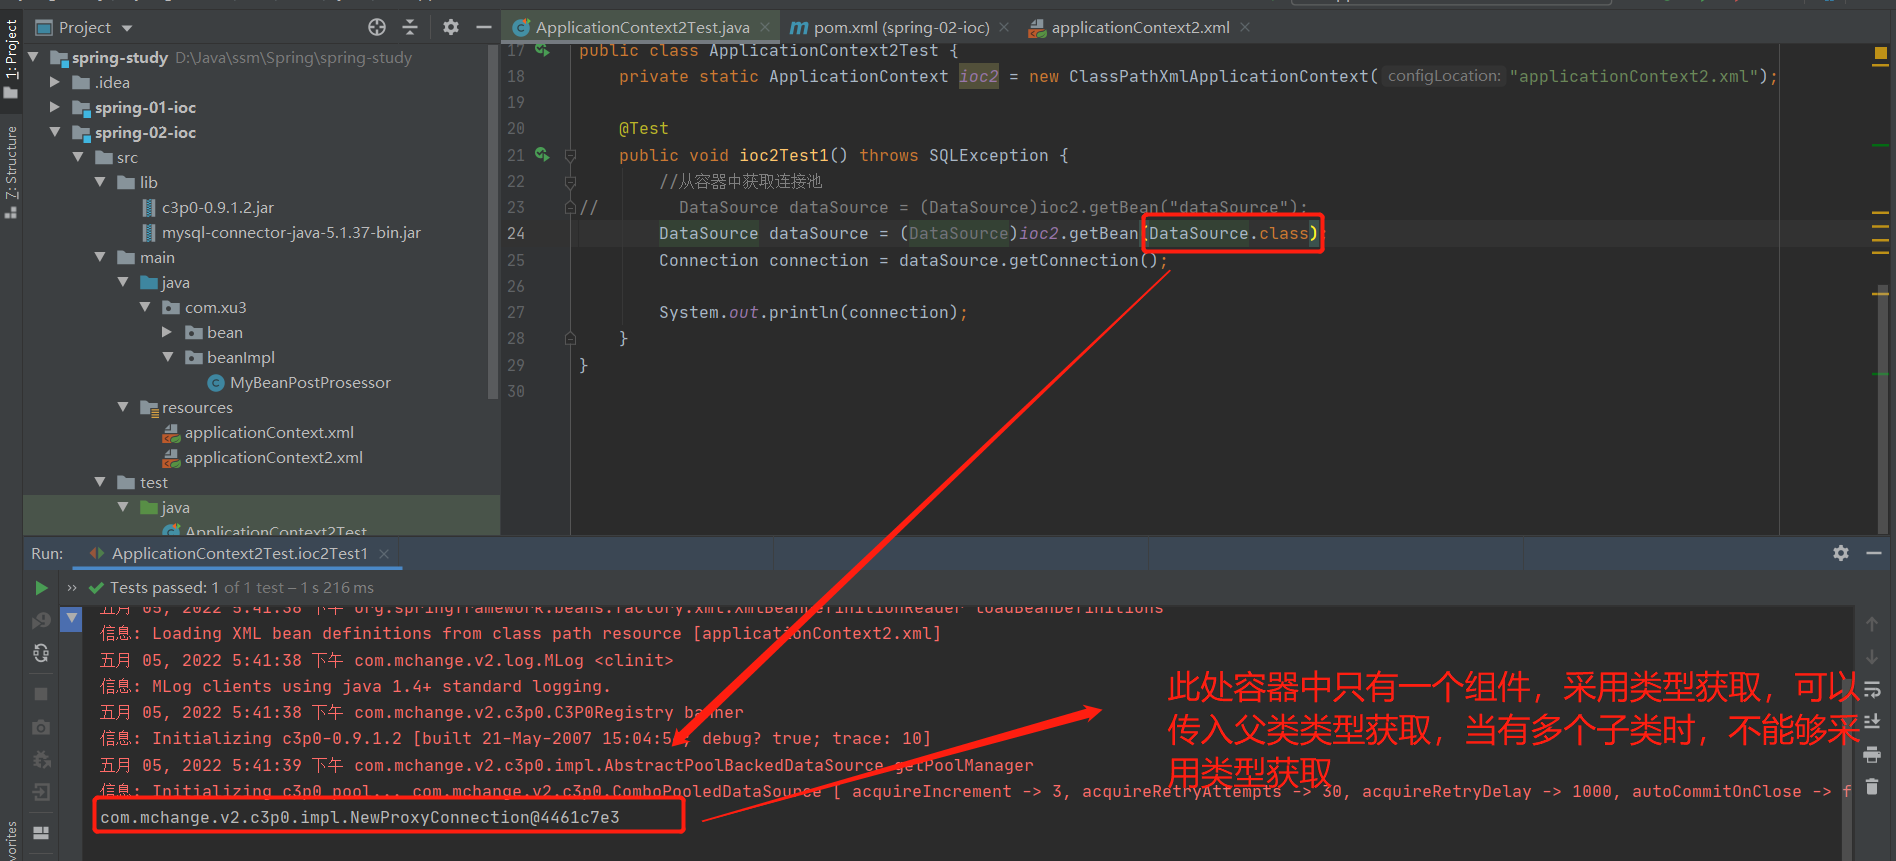 Project
ApplicationContext2Test.java
pom.xml (spring-02-ioc)
applicationContext2.xml
1: Project
Z: Structure
spring-study D:\Java\ssm\Spring\spring-study
.idea
spring-01-ioc
spring-02-ioc
src
lib
c3p0-0.9.1.2.jar
mysql-connector-java-5.1.37-bin.jar
main
java
com.xu3
bean
beanImpl
MyBeanPostProsessor
resources
applicationContext.xml
applicationContext2.xml
test
java
ApplicationContext2Test
17 public class ApplicationContext2Test {
18 private static ApplicationContext ioc2 = new ClassPathXmlApplicationContext( configLocation: "applicationContext2.xml");
19
20 @Test
21 public void ioc2Test1() throws SQLException {
22 //从容器中获取连接池
23 // DataSource dataSource = (DataSource)ioc2.getBean("dataSource");
24 DataSource dataSource = (DataSource)ioc2.getBean(DataSource.class)
25 Connection connection = dataSource.getConnection();
26
27 System.out.println(connection);
28 }
29 }
30
Run: ApplicationContext2Test.ioc2Test1
Tests passed: 1 of 1 test – 1 s 216 ms
五月 05, 2022 5:41:38 下午 org.springframework.beans.factory.xml.XmlBeanDefinitionReader loadBeanDefinitions
信息: Loading XML bean definitions from class path resource [applicationContext2.xml]
五月 05, 2022 5:41:38 下午 com.mchange.v2.log.MLog <clinit>
信息: MLog clients using java 1.4+ standard logging.
五月 05, 2022 5:41:38 下午 com.mchange.v2.c3p0.C3P0Registry banner
信息: Initializing c3p0-0.9.1.2 [built 21-May-2007 15:04:5 ; debug? true; trace: 10]
五月 05, 2022 5:41:39 下午 com.mchange.v2.c3p0.impl.AbstractPoolBackedDataSource getPoolManager
信息: Initializing c3p0 pool... com.mchange.v2.c3p0.ComboPooledDataSource [ acquireIncrement -> 3, acquireRetryAttempts -> 30, acquireRetryDelay -> 1000, autoCommitOnClose -> f
com.mchange.v2.c3p0.impl.NewProxyConnection@4461c7e3
此处容器中只有一个组件，采用类型获取，可以
传入父类类型获取，当有多个子类时，不能够采
用类型获取